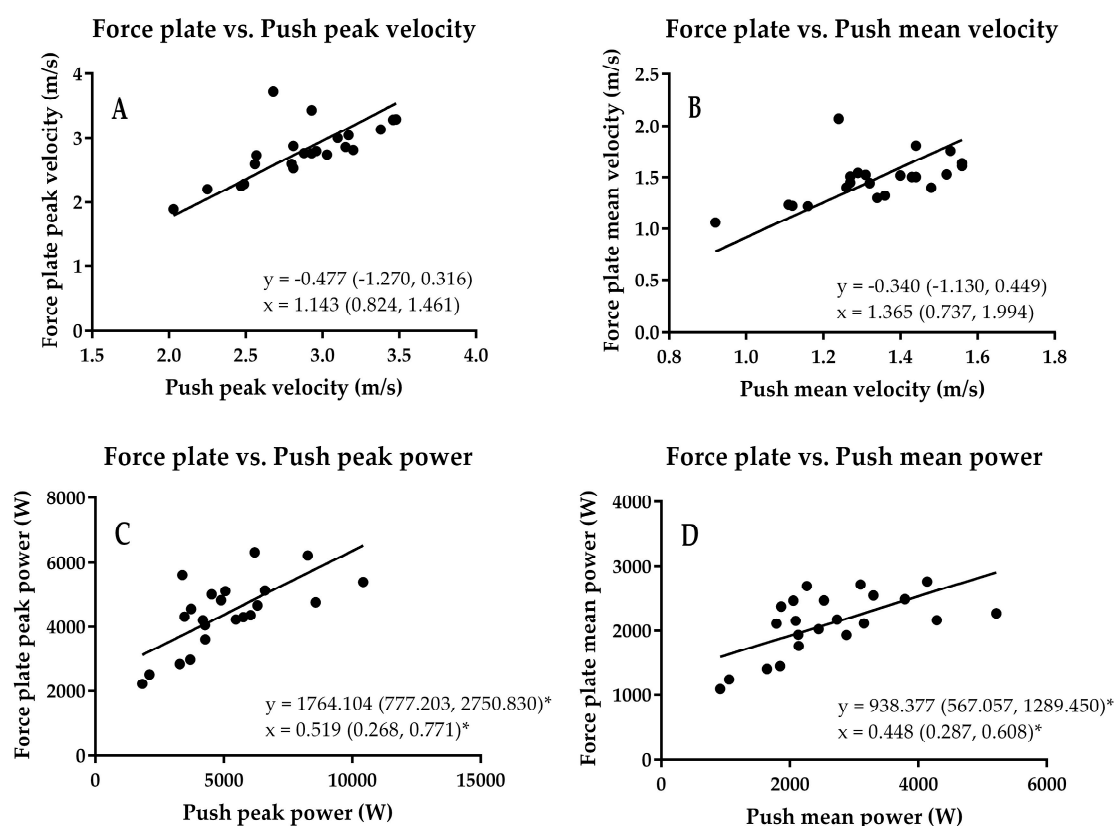 Force plate vs. Push peak velocity
Force plate peak velocity (m/s)
4
3
2
1
0
A
y = -0.477 (-1.270, 0.316)
x = 1.143 (0.824, 1.461)
1.5
2.0
2.5
3.0
3.5
4.0
Push peak velocity (m/s)
Force plate vs. Push mean velocity
Force plate mean velocity (m/s)
2.5
2.0
1.5
1.0
0.5
0.0
B
y = -0.340 (-1.130, 0.449)
x = 1.365 (0.737, 1.994)
0.8
1.0
1.2
1.4
1.6
1.8
Push mean velocity (m/s)
Force plate vs. Push peak power
Force plate peak power (W)
8000
6000
4000
2000
0
C
y = 1764.104 (777.203, 2750.830)*
x = 0.519 (0.268, 0.771)*
0
5000
10000
15000
Push peak power (W)
Force plate vs. Push mean power
Force plate mean power (W)
4000
3000
2000
1000
0
D
y = 938.377 (567.057, 1289.450)*
x = 0.448 (0.287, 0.608)*
0
2000
4000
6000
Push mean power (W)